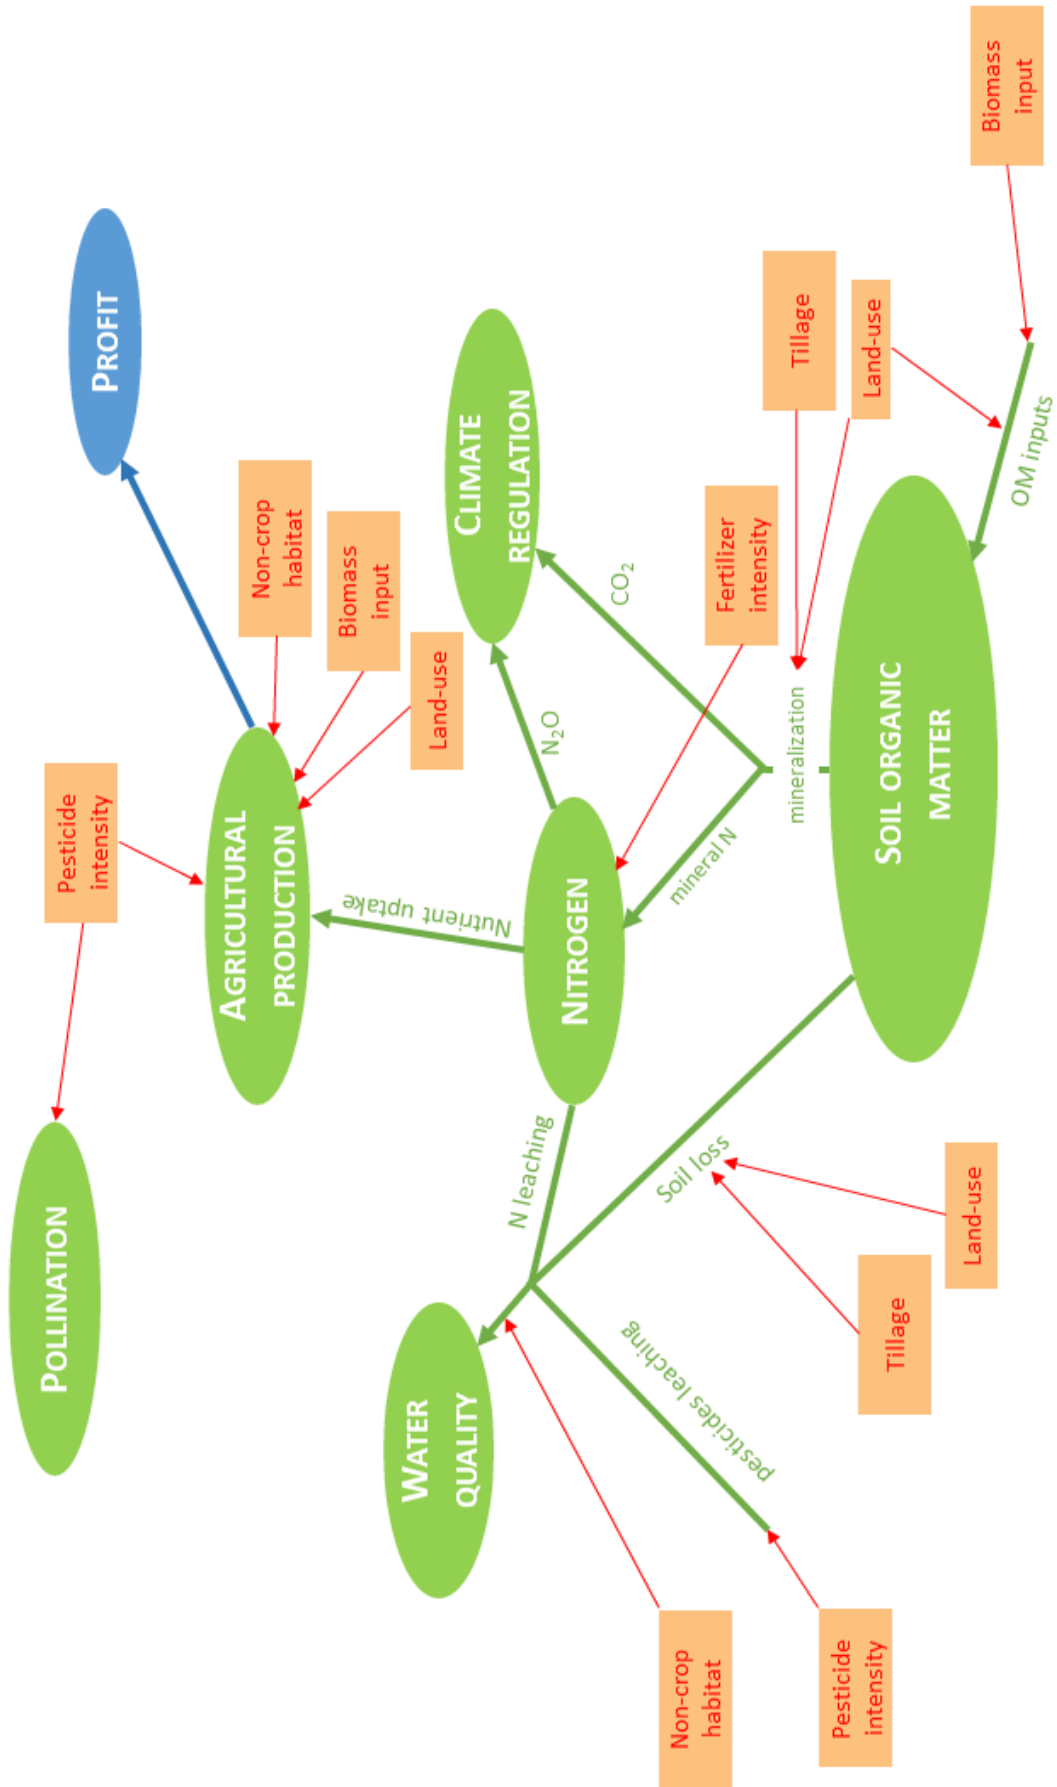 POLLINATION
Pesticide
intensity
PROFIT
AGRICULTURAL
PRODUCTION
Non-crop
habitat
Biomass
input
Land-use
Nutrient uptake
WATER
QUALITY
N leaching
NITROGEN
N₂O
CLIMATE
REGULATION
CO₂
mineral N
Fertilizer
intensity
Non-crop
habitat
Pesticide
intensity
pesticides leaching
Soil loss
Tillage
Land-use
mineralization
Tillage
Land-use
SOIL ORGANIC
MATTER
OM inputs
Biomass
input